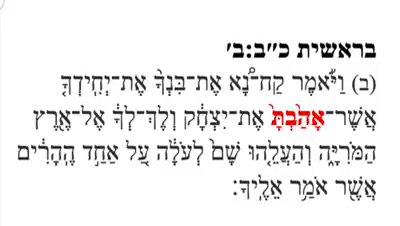 בראשית כ״ב:ב׳
(ב) וַיֹּ֡אמֶר קַח־נָ֠א אֶת־בִּנְךָ֨ אֶת־יְחִֽידְךָ֤
אֲשֶׁר־אָהַ֙בְתָּ֙ אֶת־יִצְחָ֔ק וְלֶךְ־לְךָ֔ אֶל־אֶ֖רֶץ
הַמֹּרִיָּ֑ה וְהַעֲלֵ֤הוּ שָׁם֙ לְעֹלָ֔ה עַ֚ל אַחַ֣ד הֶֽהָרִ֔ים
אֲשֶׁ֖ר אֹמַ֥ר אֵלֶֽיךָ׃